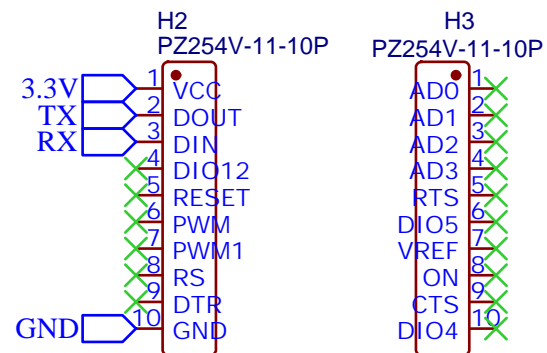 H2
PZ254V-11-10P
3.3V 1 VCC
TX 2 DOUT
RX 3 DIN
4 DIO12
5 RESET
6 PWM
7 PWM1
8 RS
9 DTR
GND 10 GND
H3
PZ254V-11-10P
AD0 1
AD1 2
AD2 3
AD3 4
RTS 5
DIO5 6
VREF 7
ON 8
CTS 9
DIO4 10